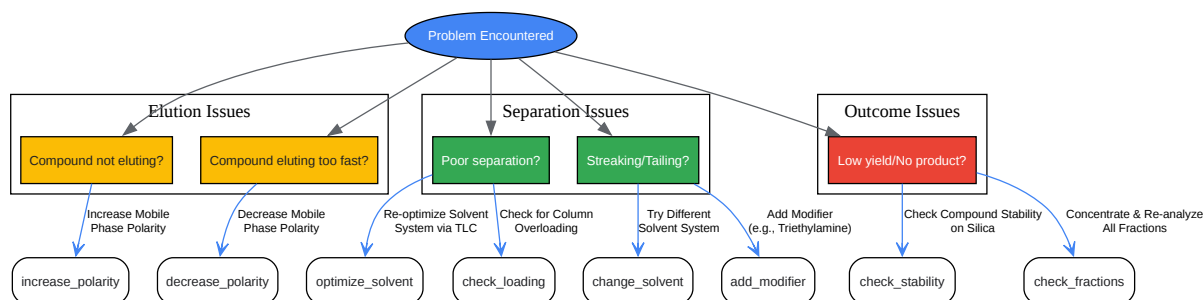 Problem Encountered
Elution Issues
Separation Issues
Outcome Issues
Compound not eluting?
Compound eluting too fast?
Poor separation?
Streaking/Tailing?
Low yield/No product?
Increase Mobile
Phase Polarity
Decrease Mobile
Phase Polarity
Re-optimize Solvent
System via TLC
Check for Column
Overloading
Try Different
Solvent System
Add Modifier
(e.g., Triethylamine)
Check Compound Stability
on Silica
Concentrate & Re-analyze
All Fractions
increase_polarity
decrease_polarity
optimize_solvent
check_loading
change_solvent
add_modifier
check_stability
check_fractions